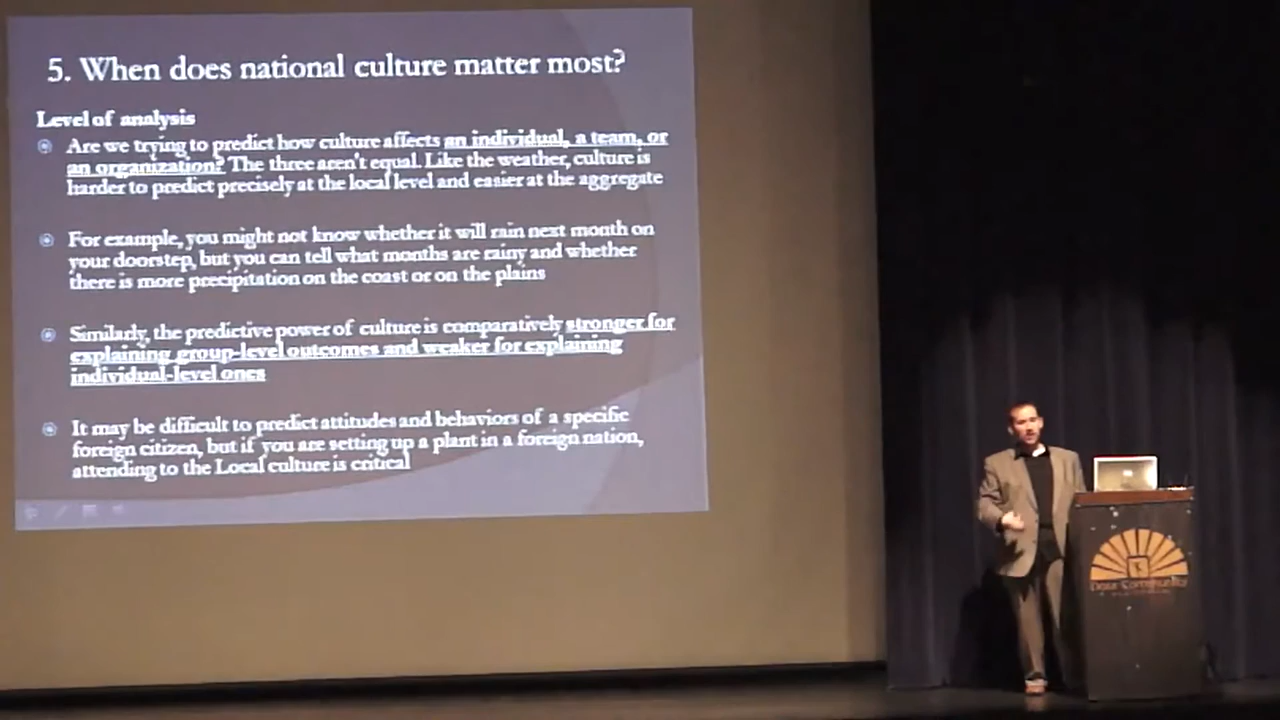 5. When does national culture matter most?
Level of analysis
Are we trying to predict how culture affects an individual, a team, or
an organization? The three aren't equal. Like the weather, culture is
harder to predict precisely at the local level and easier at the aggregate
For example, you might not know whether it will rain next month on
your doorstep, but you can tell what months are rainy and whether
there is more precipitation on the coast or on the plains
Similarly, the predictive power of culture is comparatively stronger for
explaining group-level outcomes and weaker for explaining
individual-level ones
It may be difficult to predict attitudes and behaviors of a specific
foreign citizen, but if you are setting up a plant in a foreign nation,
attending to the Local culture is critical
Door Community